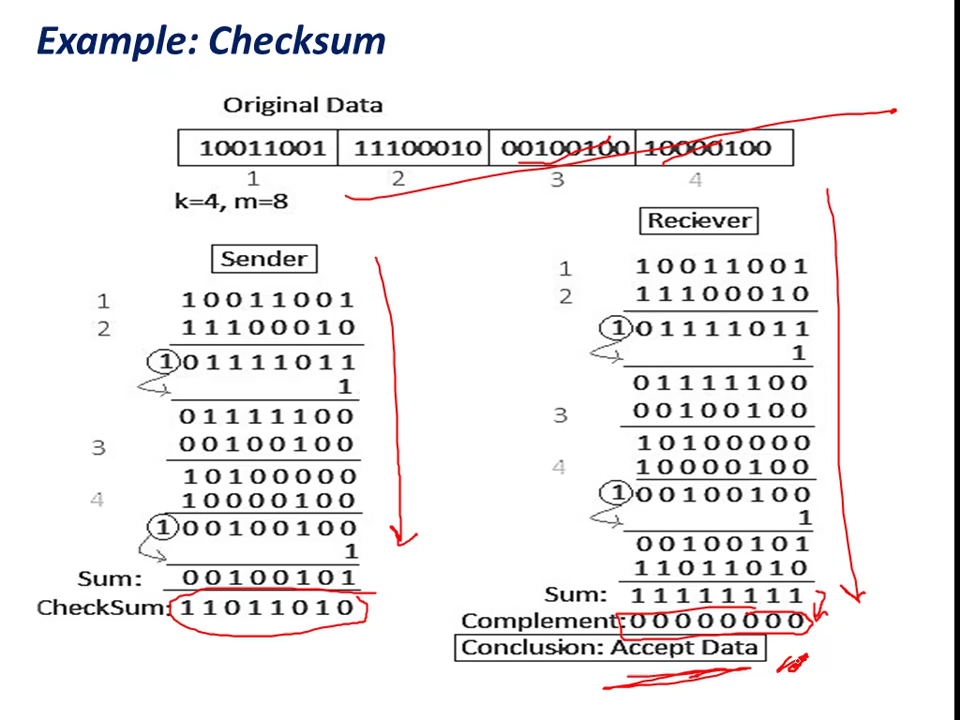 Example: Checksum
Original Data
10011001 11100010 00100100 10000100
1 2 3 4
k=4, m=8
Sender
1 10011001
2 11100010
1 01111011
1
01111100
3 00100100
10100000
4 10000100
1 00100100
1
Sum: 00100101
CheckSum: 11011010
Reciever
1 10011001
2 11100010
1 01111011
1
01111100
3 00100100
10100000
4 10000100
1 00100100
1
00100101
11011010
Sum: 11111111
Complement: 00000000
Conclusion: Accept Data